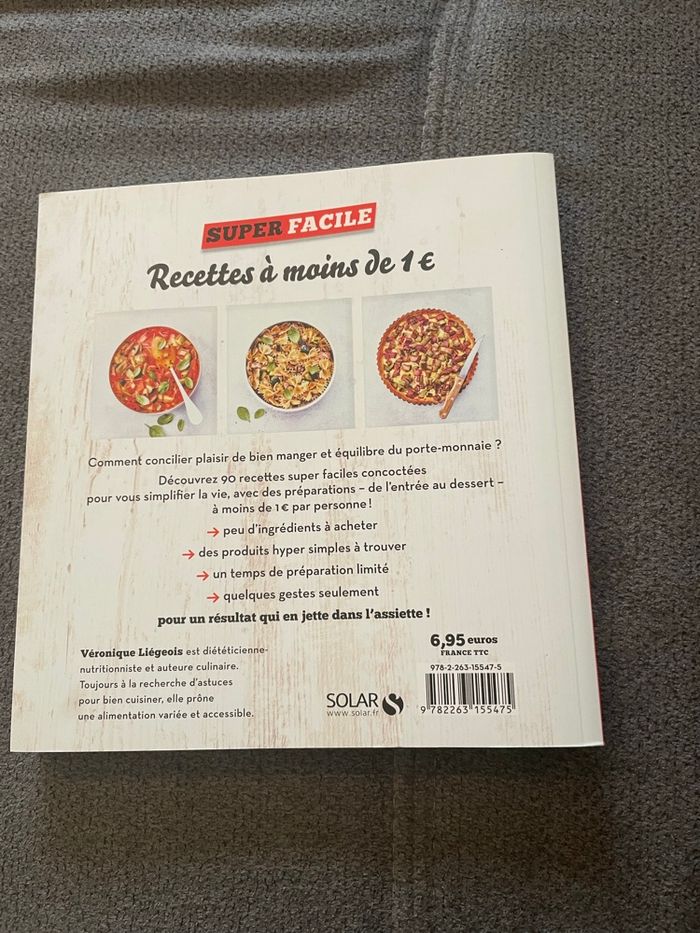 SUPER FACILE
Recettes à moins de 1 €
Comment concilier plaisir de bien manger et équilibre du porte-monnaie ?
Découvrez 90 recettes super faciles concoctées
pour vous simplifier la vie, avec des préparations – de l'entrée au dessert –
à moins de 1 € par personne !
→ peu d'ingrédients à acheter
→ des produits hyper simples à trouver
→ un temps de préparation limité
→ quelques gestes seulement
pour un résultat qui en jette dans l'assiette !
Véronique Liégeois est diététicienne-
nutritionniste et auteure culinaire.
Toujours à la recherche d'astuces
pour bien cuisiner, elle prône
une alimentation variée et accessible.
SOLAR
www.solar.fr
6,95 euros
FRANCE TTC
978-2-263-15547-5
9 782263 155475